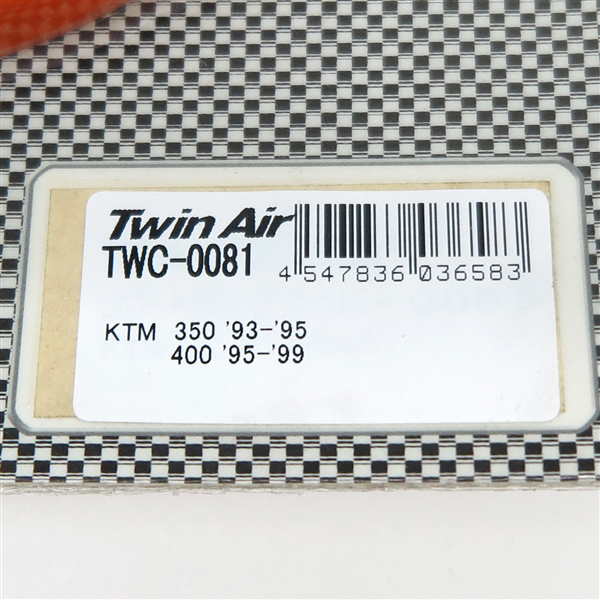 Twin Air
TWC-0081
4 547836 036583
KTM 350 '93-'95
400 '95-'99